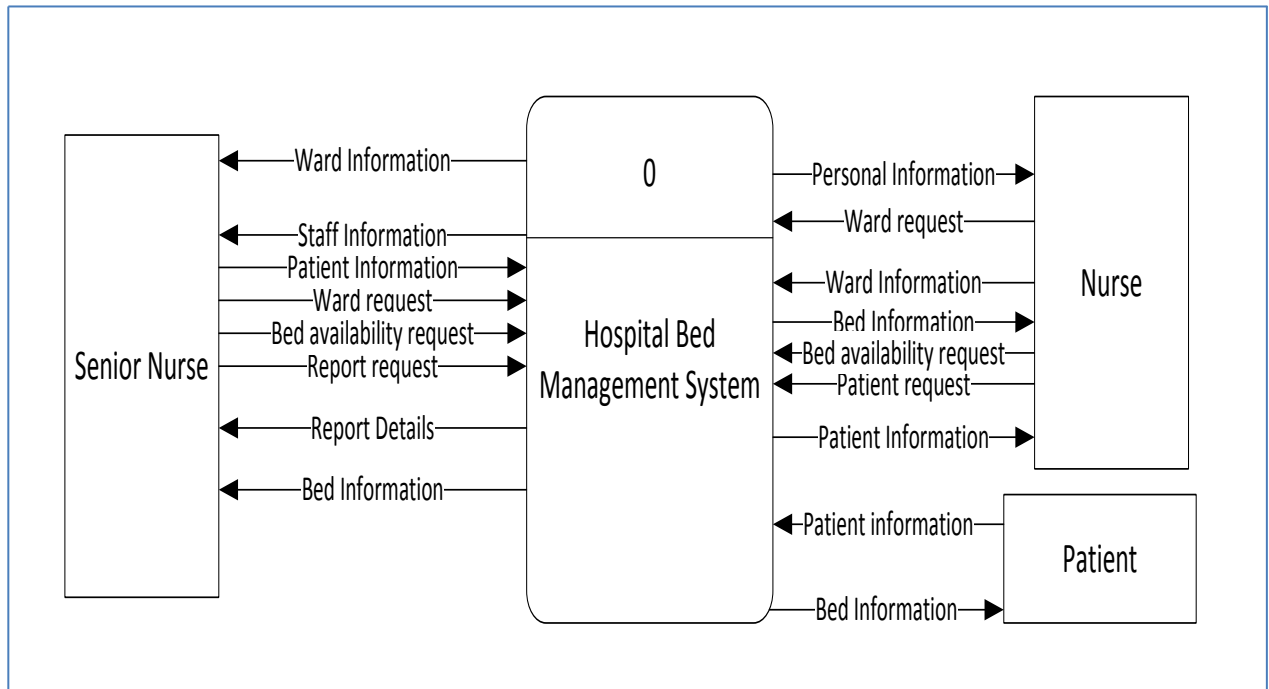 Senior Nurse
Ward Information
Staff Information
Patient Information
Ward request
Bed availability request
Report request
Report Details
Bed Information
0
Hospital Bed
Management System
Personal Information
Ward request
Ward Information
Bed Information
Bed availability request
Patient request
Patient Information
Nurse
Patient information
Bed Information
Patient